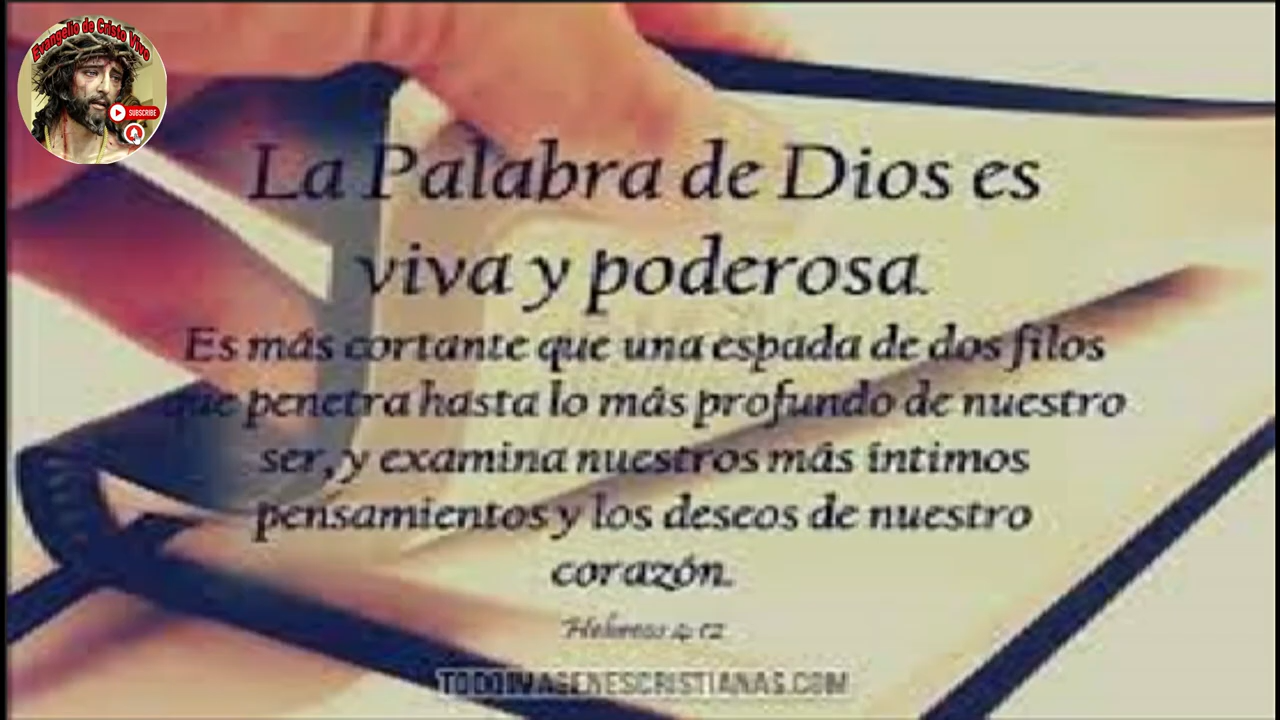 Evangelio de Cristo Vivo
SUBSCRIBE
La Palabra de Dios es
viva y poderosa.
Es más cortante que una espada de dos filos
que penetra hasta lo más profundo de nuestro
ser, y examina nuestros más íntimos
pensamientos y los deseos de nuestro
corazón.
Hebreos 4:12
TODOIMAGENESCRISTIANAS.COM